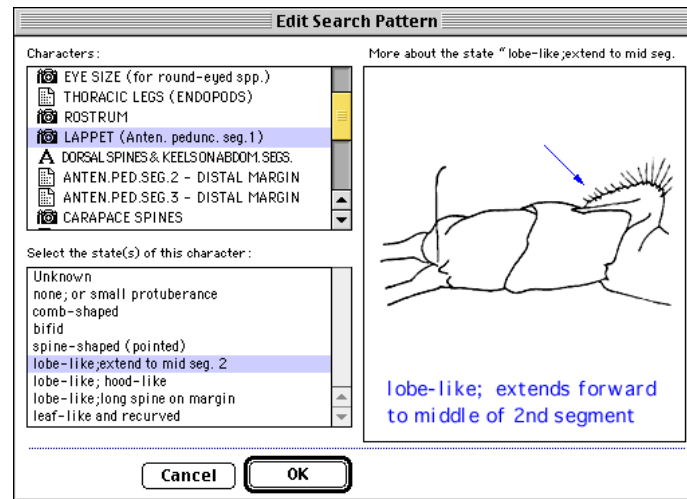 Edit Search Pattern
Characters:
EYE SIZE (for round-eyed spp.)
THORACIC LEGS (ENDOPODS)
ROSTRUM
LAPPET (Anten. pedunc. seg.1)
A DORSAL SPINES & KEELS ON ABDOM. SEGS.
ANTEN.PED.SEG.2 - DISTAL MARGIN
ANTEN.PED.SEG.3 - DISTAL MARGIN
CARAPACE SPINES
Select the state(s) of this character:
Unknown
none; or small protuberance
comb-shaped
bifid
spine-shaped (pointed)
lobe-like;extend to mid seg. 2
lobe-like; hood-like
lobe-like;long spine on margin
leaf-like and recurved
More about the state "lobe-like;extend to mid seg.
lobe-like; extends forward
to middle of 2nd segment
Cancel
OK